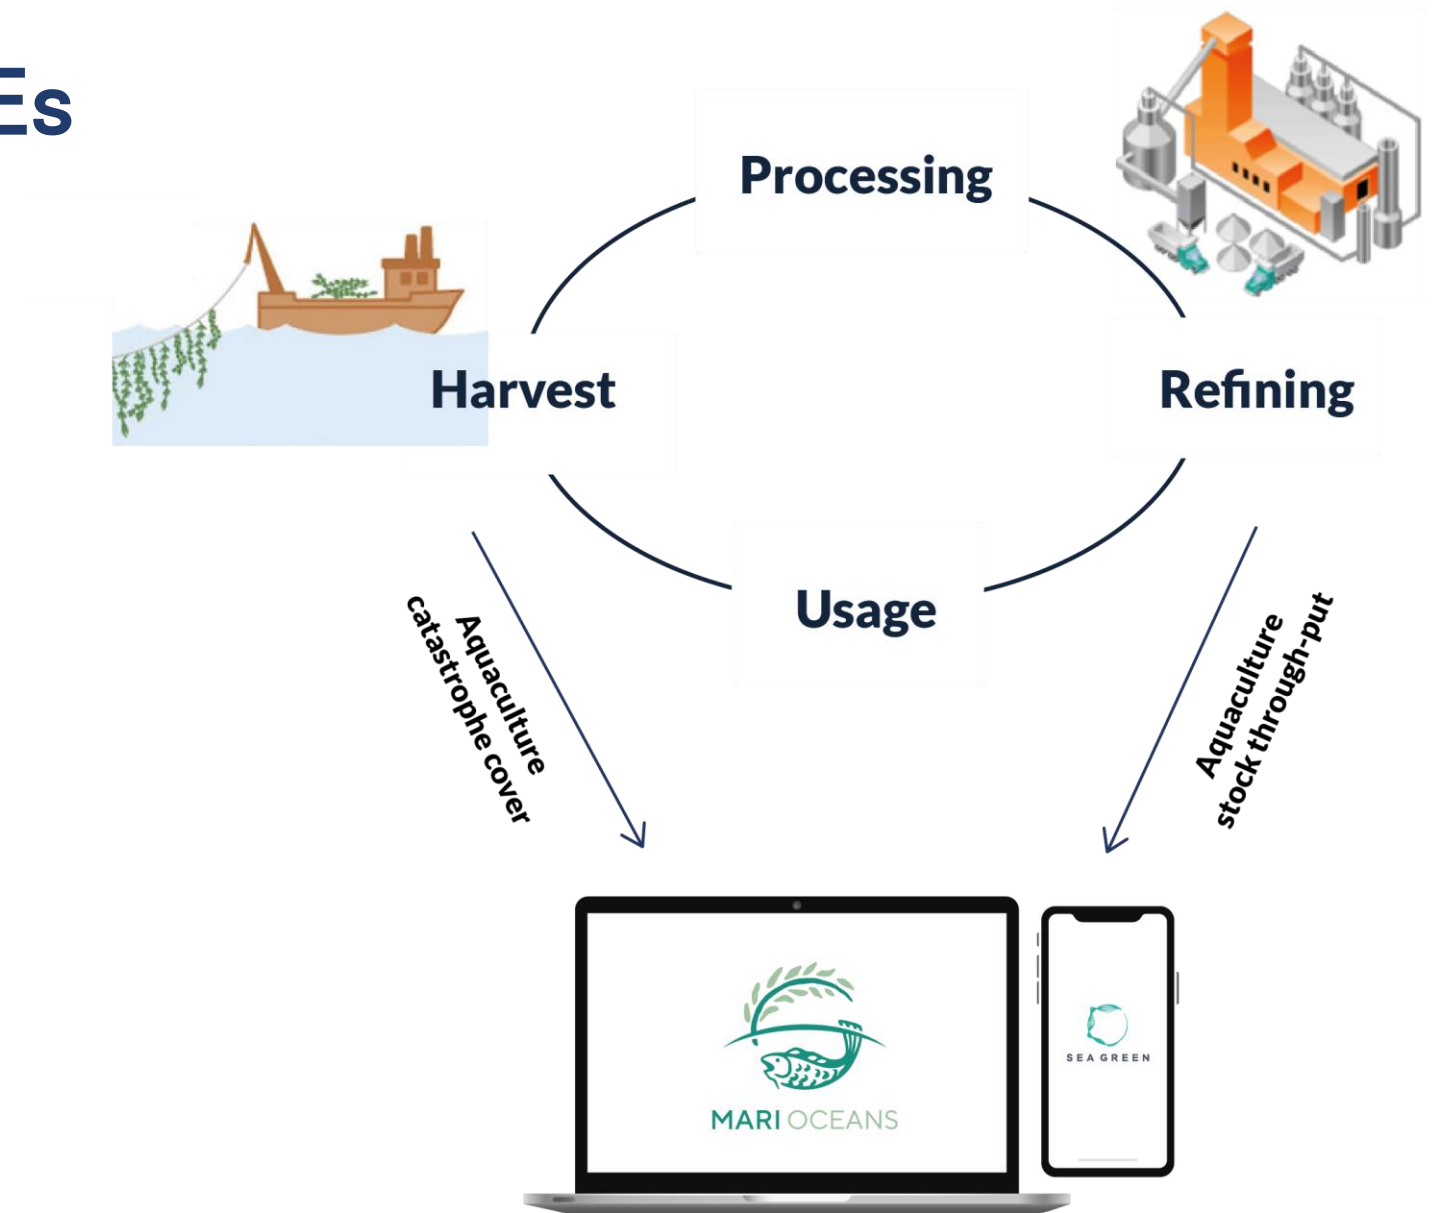 Es
Processing
Harvest
Refining
Usage
Aquaculture
catastrophe cover
Aquaculture
stock through-put
MARI OCEANS
SEA GREEN